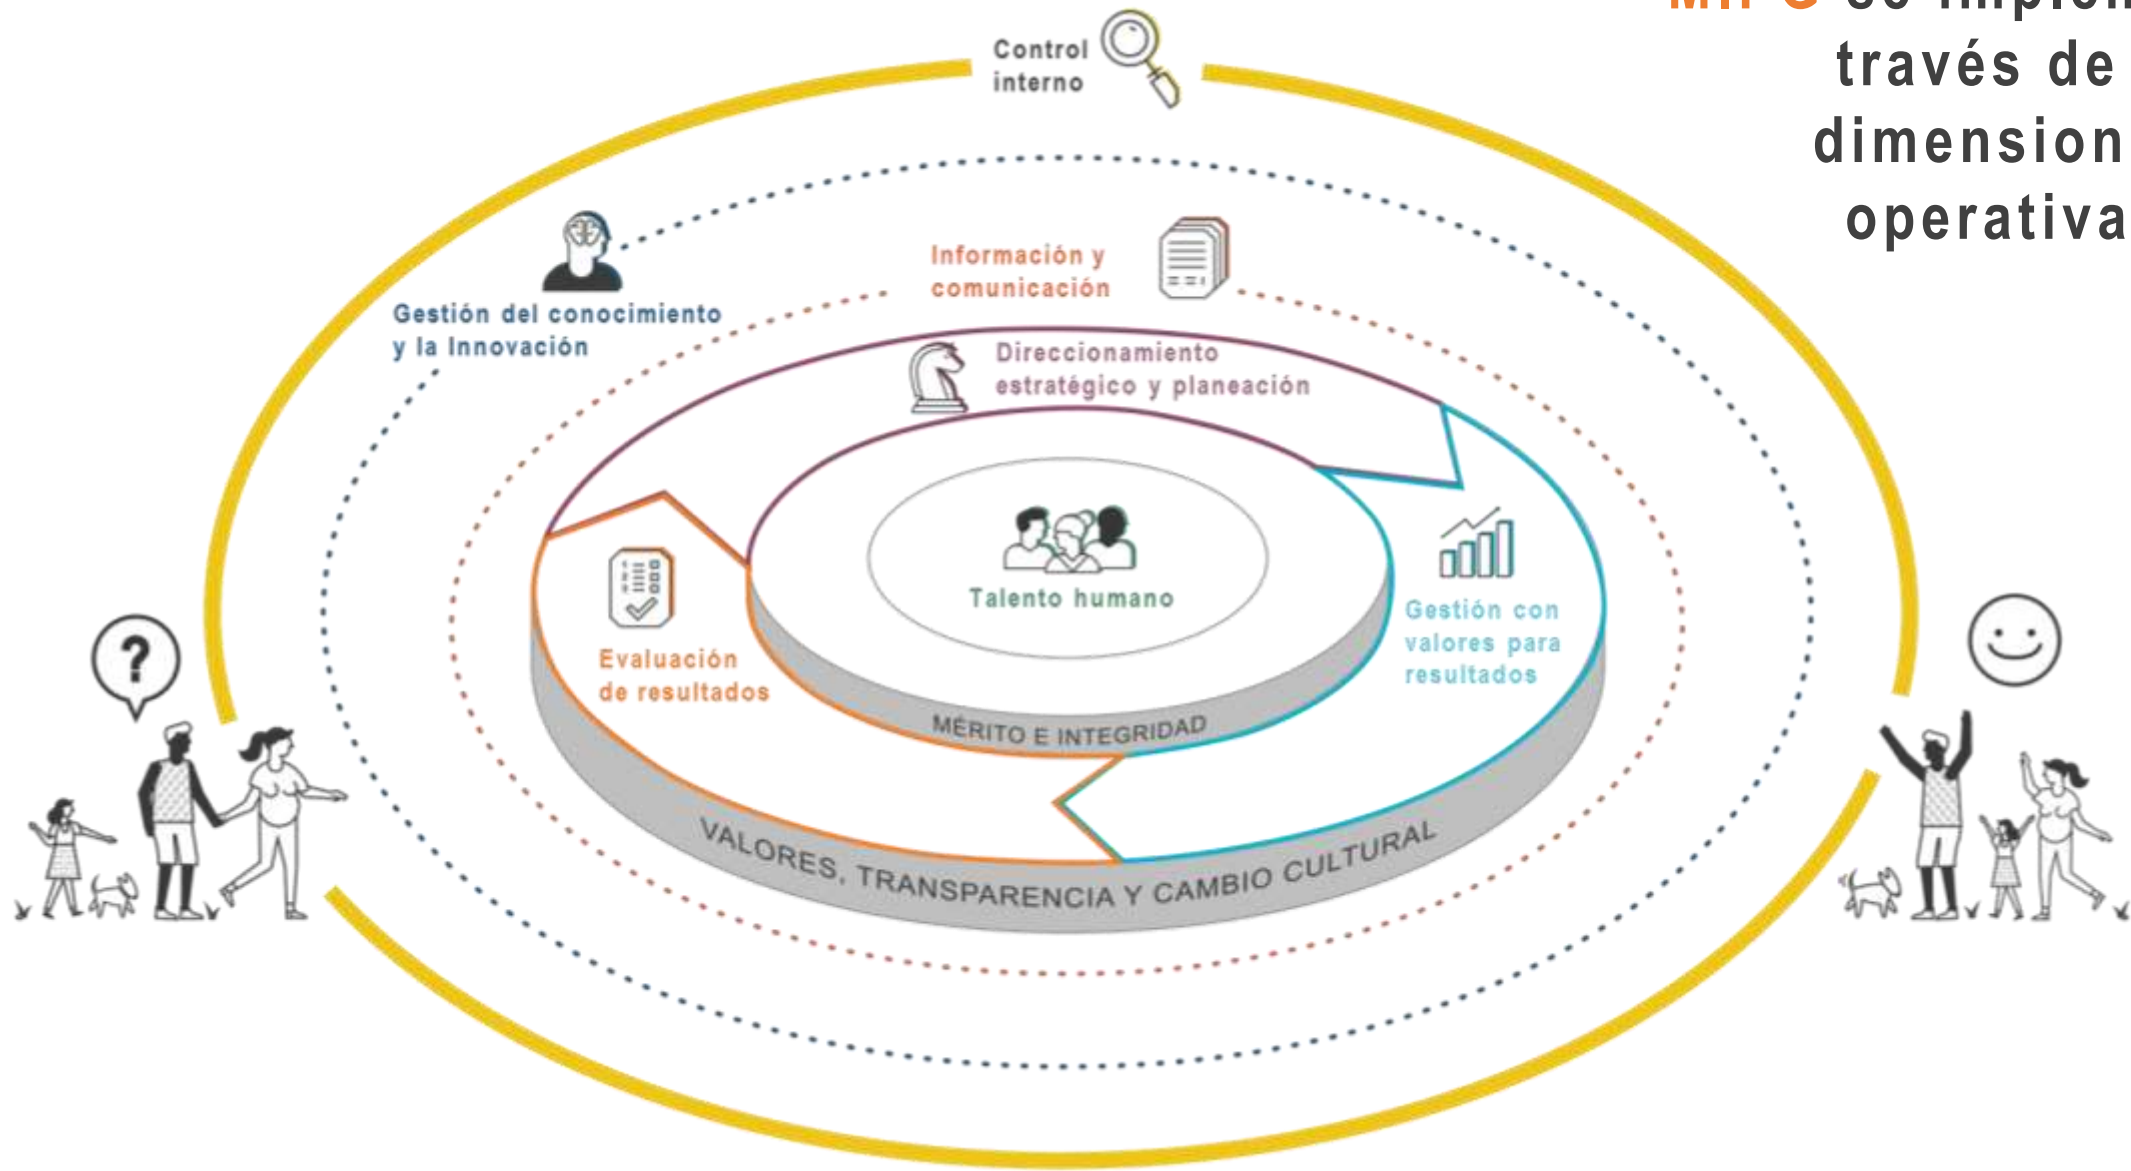 través de
dimension
operativa
Control
interno
Información y
comunicación
Gestión del conocimiento
y la Innovación
Direccionamiento
estratégico y planeación
Talento humano
Gestión con
valores para
resultados
Evaluación
de resultados
MÉRITO E INTEGRIDAD
VALORES, TRANSPARENCIA Y CAMBIO CULTURAL
?